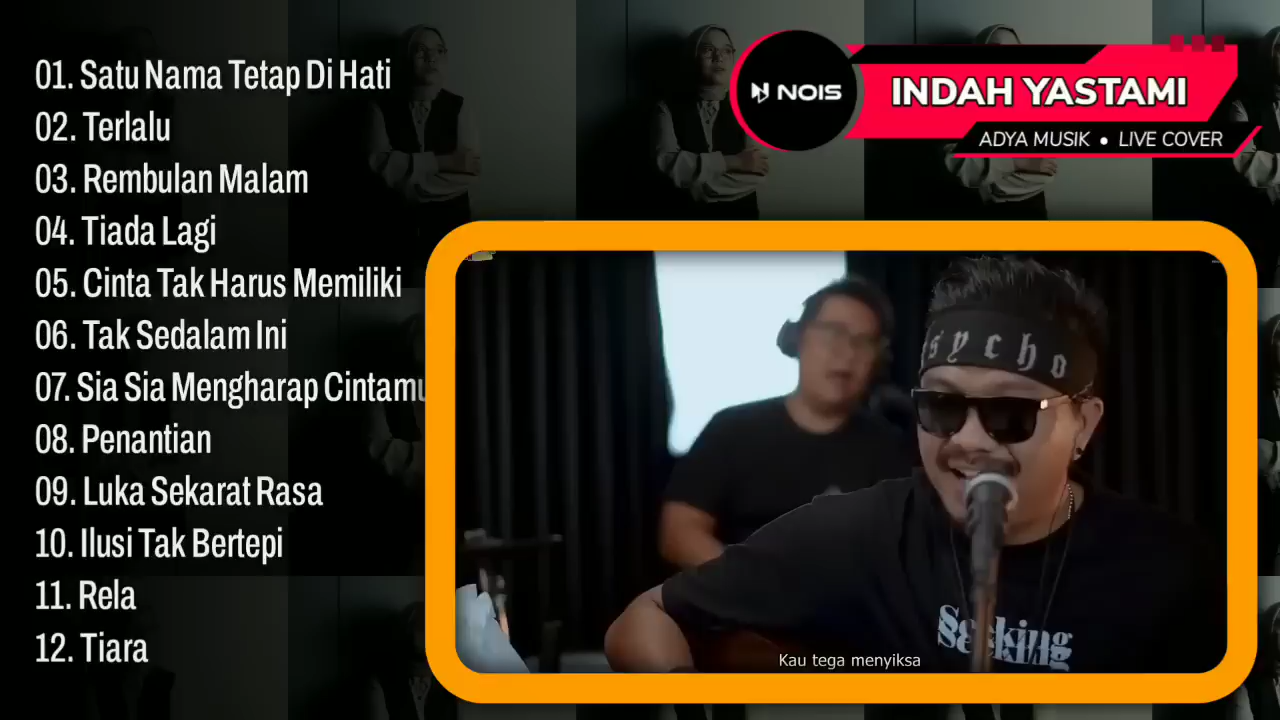 01. Satu Nama Tetap Di Hati
02. Terlalu
03. Rembulan Malam
04. Tiada Lagi
05. Cinta Tak Harus Memiliki
06. Tak Sedalam Ini
07. Sia Sia Mengharap Cintamu
08. Penantian
09. Luka Sekarat Rasa
10. Ilusi Tak Bertepi
11. Rela
12. Tiara
NOIS
INDAH YASTAMI
ADYA MUSIK • LIVE COVER
psycho
Seeking
Kau tega menyiksa